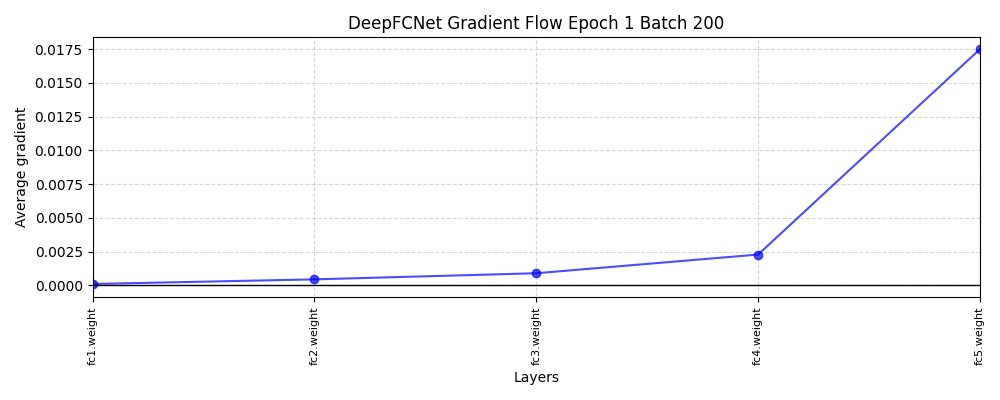 DeepFCNet Gradient Flow Epoch 1 Batch 200
0.0175
0.0150
0.0125
0.0100
0.0075
0.0050
0.0025
0.0000
Average gradient
fc1.weight
fc2.weight
fc3.weight
fc4.weight
fc5.weight
Layers